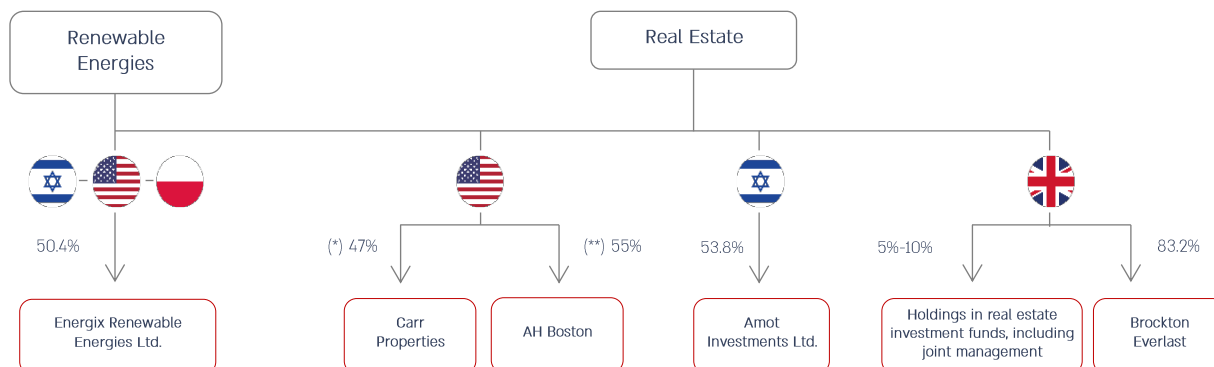 Renewable
Energies
Real Estate
50.4%
(*) 47%
(**) 55%
53.8%
5%-10%
83.2%
Energix Renewable
Energies Ltd.
Carr
Properties
AH Boston
Amot
Investments Ltd.
Holdings in real estate
investment funds, including
joint management
Brockton
Everlast